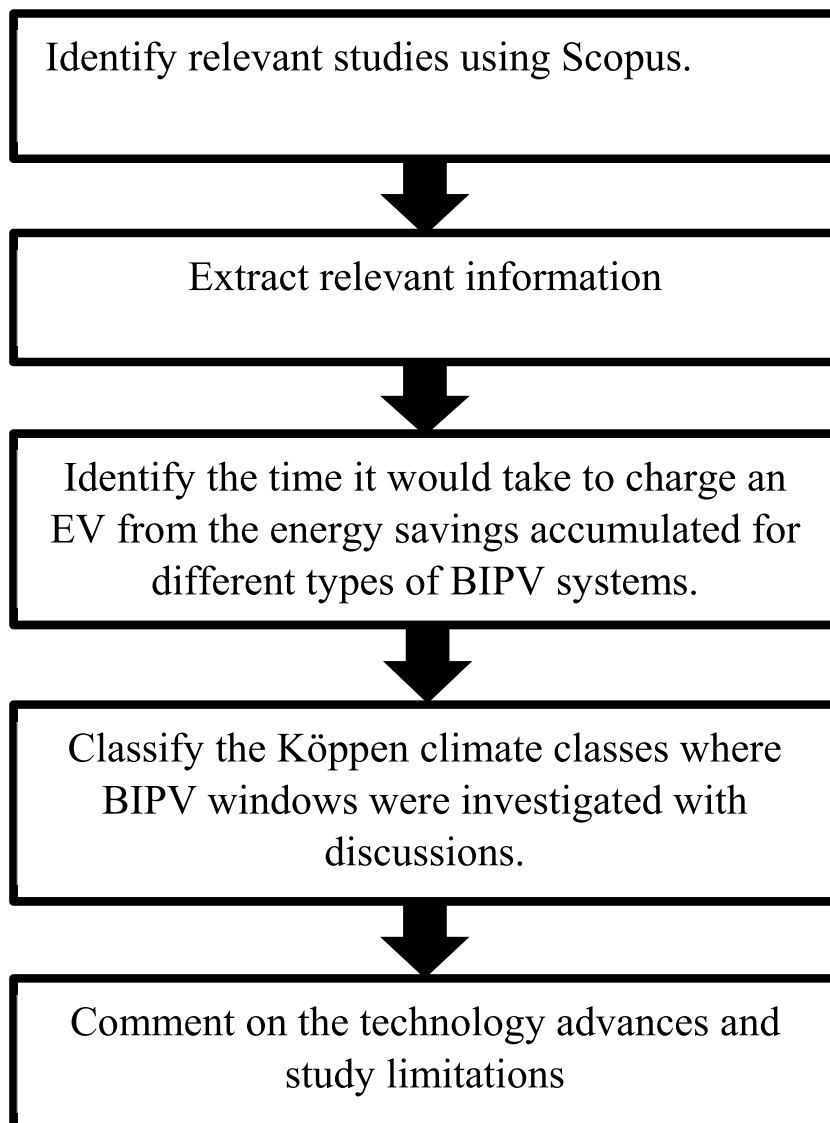 Identify relevant studies using Scopus.
Extract relevant information
Identify the time it would take to charge an
EV from the energy savings accumulated for
different types of BIPV systems.
Classify the Köppen climate classes where
BIPV windows were investigated with
discussions.
Comment on the technology advances and
study limitations